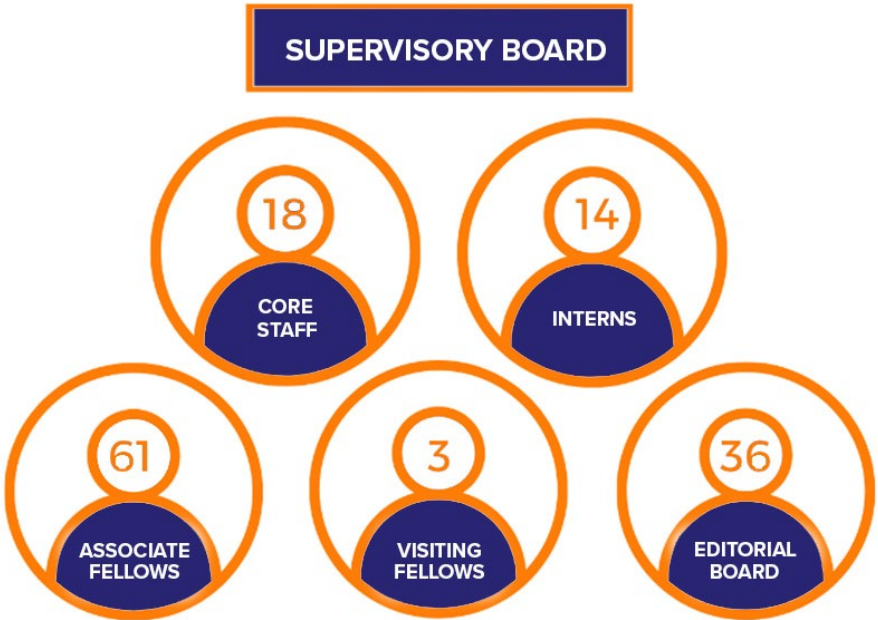 SUPERVISORY BOARD
18
CORE
STAFF
14
INTERNS
61
ASSOCIATE
FELLOWS
3
VISITING
FELLOWS
36
EDITORIAL
BOARD